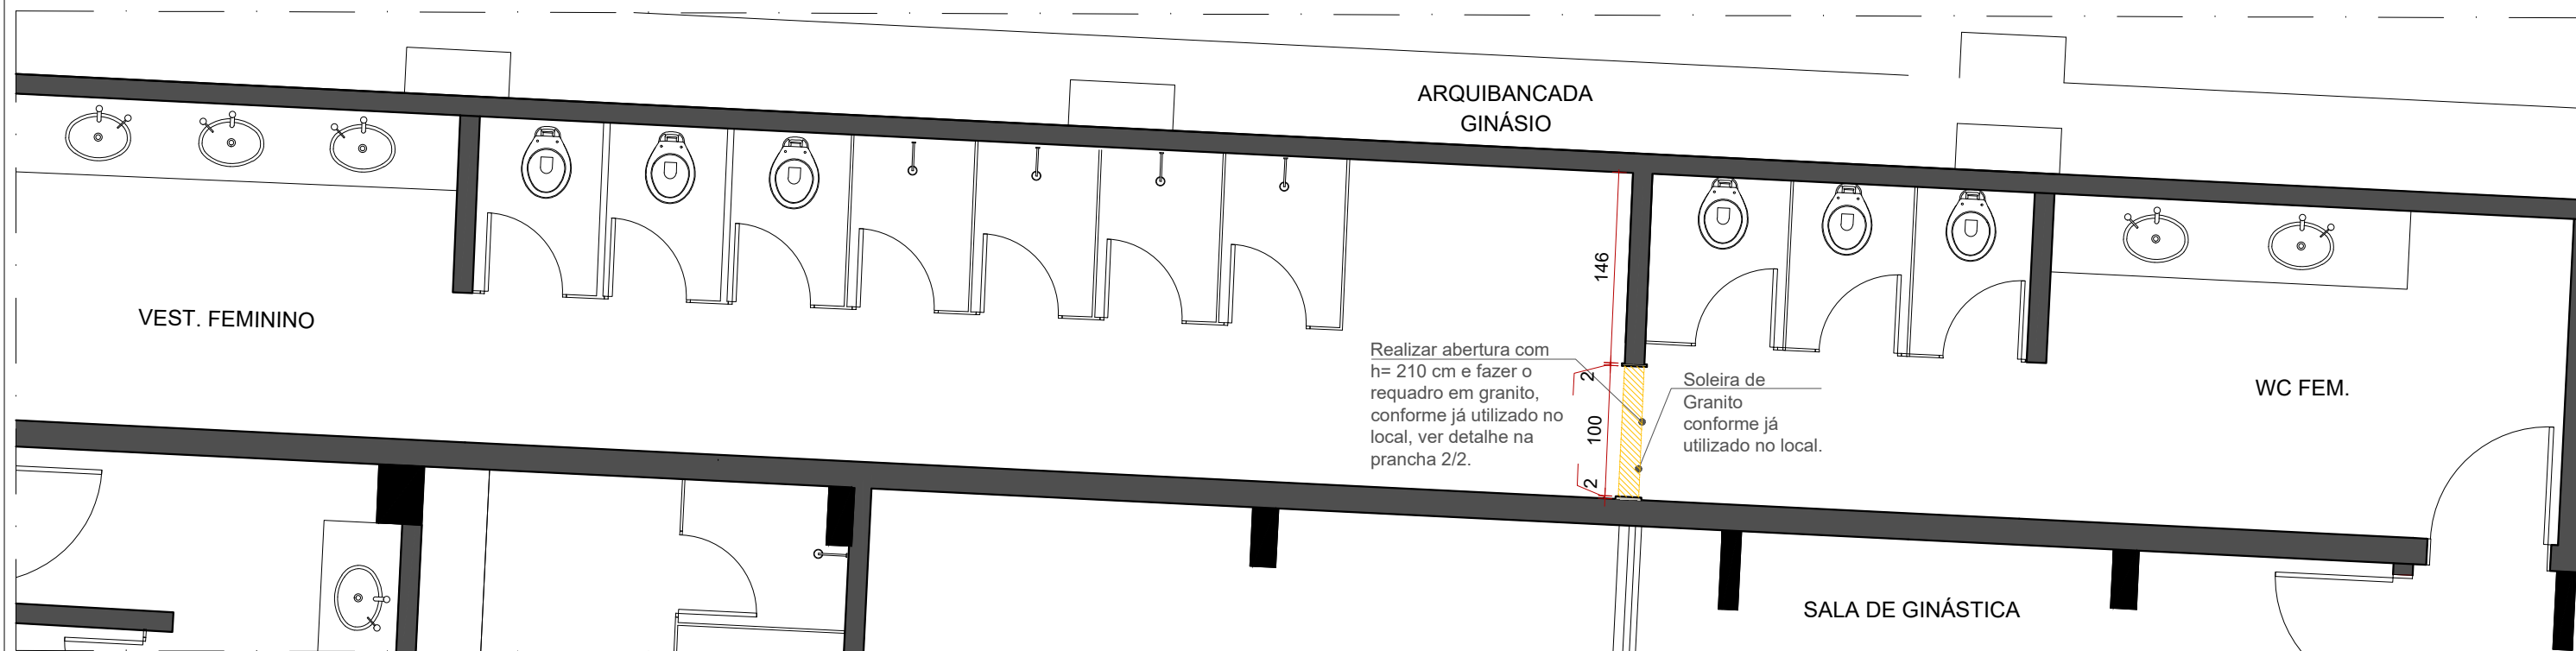 ARQUIBANCADA
GINÁSIO
VEST. FEMININO
146
Realizar abertura com
h= 210 cm e fazer o
requadro em granito,
conforme já utilizado no
local, ver detalhe na
prancha 2/2.
2
100
2
Soleira de
Granito
conforme já
utilizado no local.
WC FEM.
SALA DE GINÁSTICA